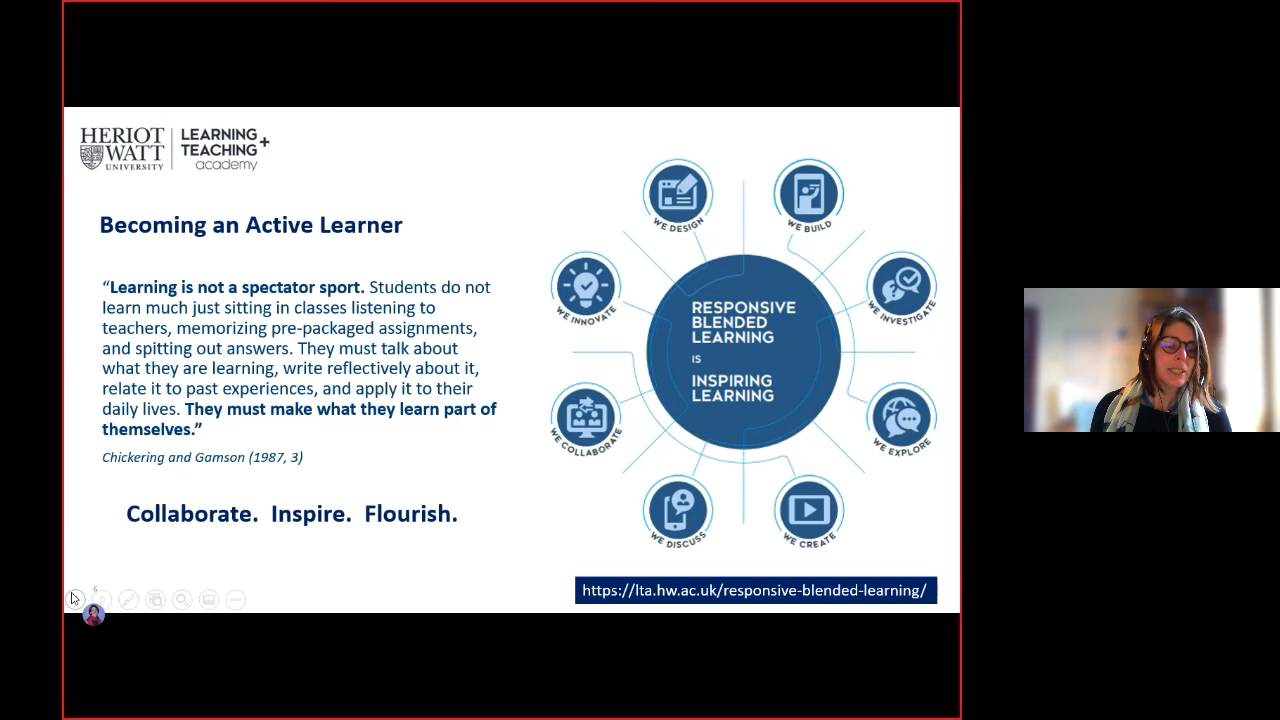 HERIOT
WATT
UNIVERSITY
LEARNING+
TEACHING
academy
Becoming an Active Learner
“Learning is not a spectator sport. Students do not
learn much just sitting in classes listening to
teachers, memorizing pre-packaged assignments,
and spitting out answers. They must talk about
what they are learning, write reflectively about it,
relate it to past experiences, and apply it to their
daily lives. They must make what they learn part of
themselves.”
Chickering and Gamson (1987, 3)
Collaborate. Inspire. Flourish.
WE DESIGN
WE BUILD
WE INNOVATE
WE INVESTIGATE
RESPONSIVE
BLENDED
LEARNING
IS
INSPIRING
LEARNING
WE COLLABORATE
WE EXPLORE
WE DISCUSS
WE CREATE
https://lta.hw.ac.uk/responsive-blended-learning/
6